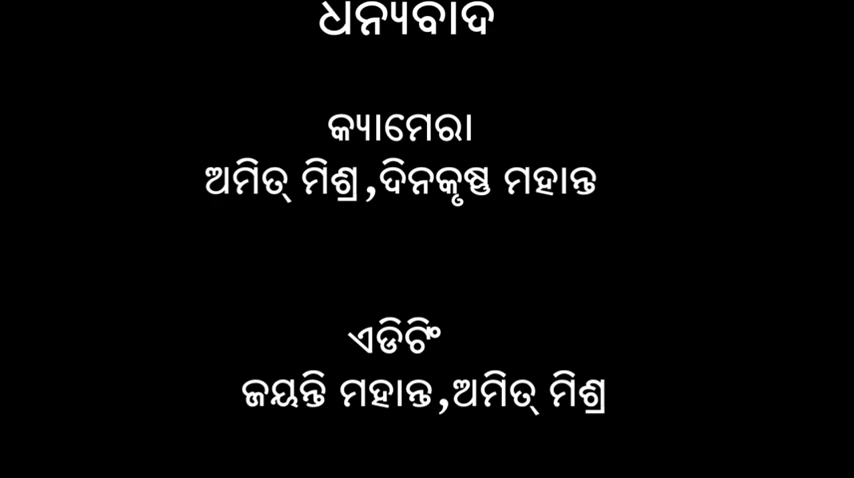 ଧନ୍ୟବାଦ
କ୍ୟାମେରା
ଅମିତ୍ ମିଶ୍ର,ଦିନକୃଷ୍ଣ ମହାନ୍ତ
ଏଡିଟିଂ
ଜୟନ୍ତି ମହାନ୍ତ,ଅମିତ୍ ମିଶ୍ର